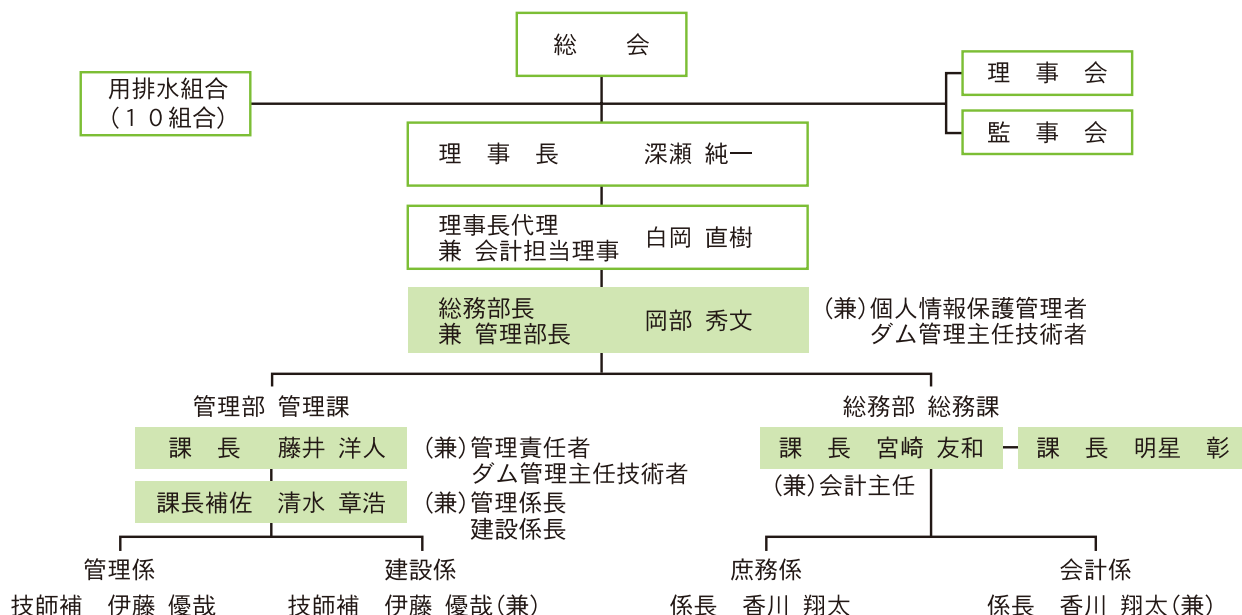 総　会
用排水組合
（１０組合）
理　事　会
監　事　会
理　事　長　　深瀬 純一
理事長代理
兼 会計担当理事　白岡 直樹
総務部長
兼 管理部長　岡部 秀文
（兼）個人情報保護管理者
ダム管理主任技術者
管理部 管理課
課　長　藤井 洋人
（兼）管理責任者
ダム管理主任技術者
課長補佐　清水 章浩
（兼）管理係長
建設係長
管理係
技師補　伊藤 優哉
建設係
技師補　伊藤 優哉（兼）
総務部 総務課
課　長　宮崎 友和
課　長　明星　彰
（兼）会計主任
庶務係
係長　香川 翔太
会計係
係長　香川 翔太（兼）